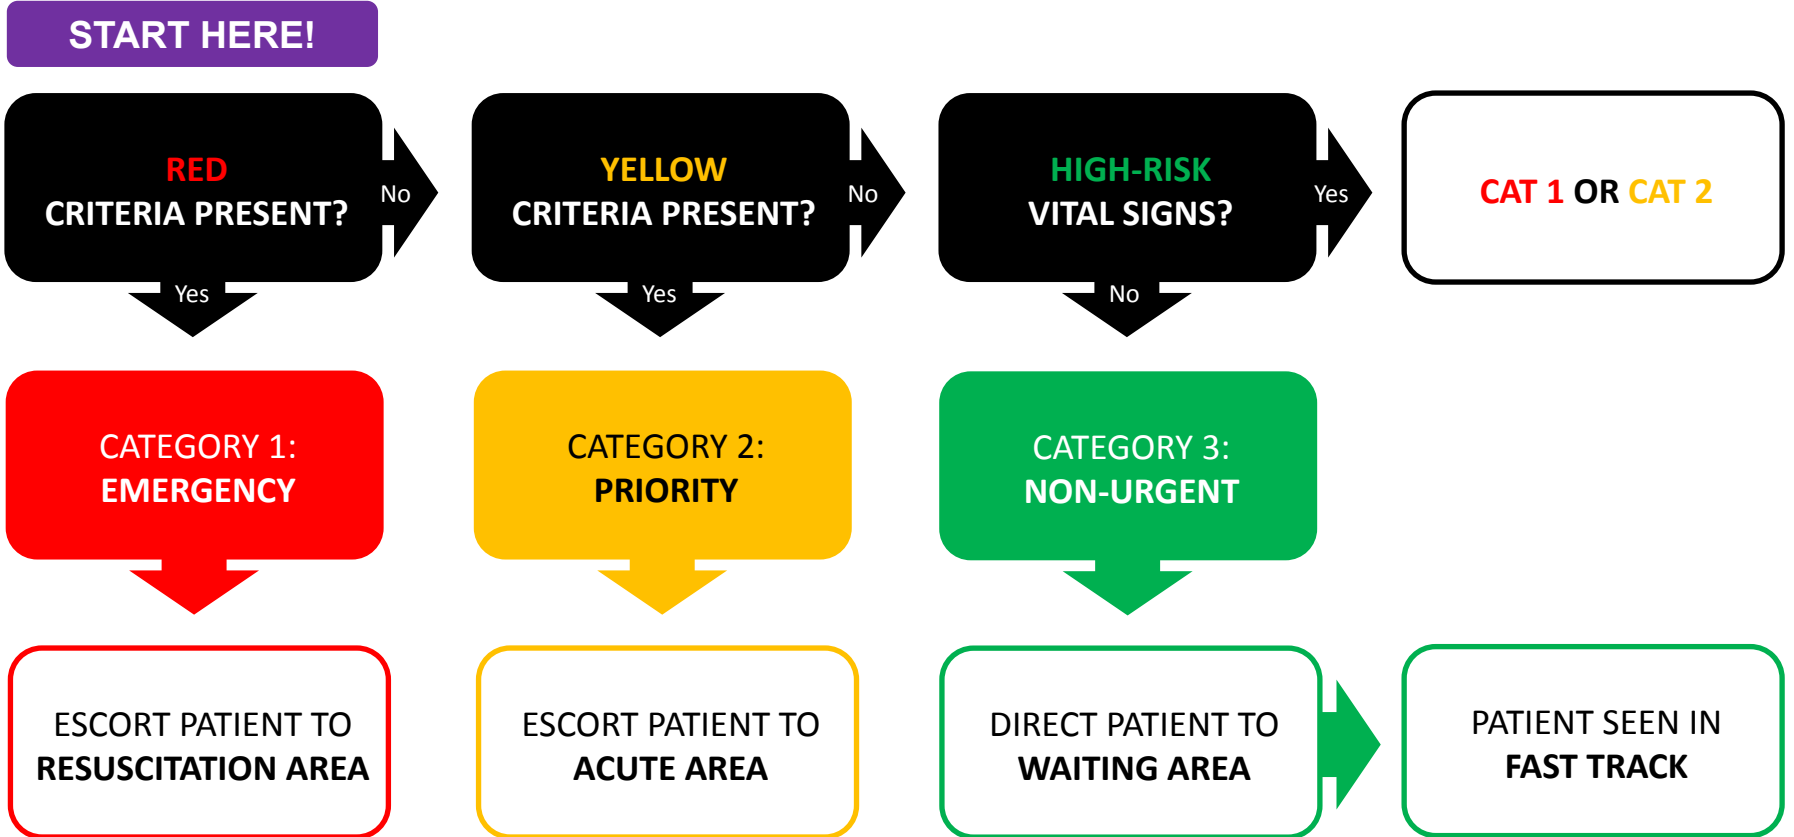 START HERE!
RED
CRITERIA PRESENT?
No
YELLOW
CRITERIA PRESENT?
No
HIGH-RISK
VITAL SIGNS?
Yes
CAT 1 OR CAT 2
Yes
Yes
No
CATEGORY 1:
EMERGENCY
CATEGORY 2:
PRIORITY
CATEGORY 3:
NON-URGENT
ESCORT PATIENT TO
RESUSCITATION AREA
ESCORT PATIENT TO
ACUTE AREA
DIRECT PATIENT TO
WAITING AREA
PATIENT SEEN IN
FAST TRACK